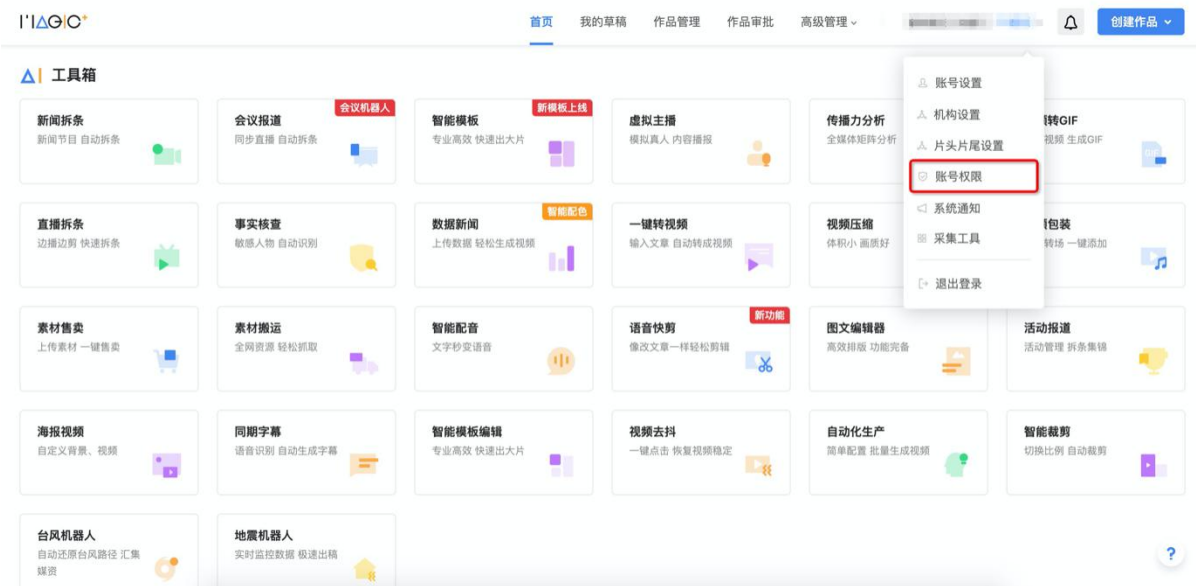 MAGIC+
首页
我的草稿
作品管理
作品审批
高级管理
创建作品
工具箱
账号设置
机构设置
片头片尾设置
账号权限
系统通知
采集工具
退出登录
新闻拆条
新闻节目 自动拆条
会议机器人
会议报道
同步直播 自动拆条
新模板上线
智能模板
专业高效 快速出大片
虚拟主播
模拟真人 内容播报
传播力分析
全媒体矩阵分析
转GIF
视频 生成GIF
GIF
直播拆条
边播边剪 快速拆条
事实核查
敏感人物 自动识别
智能配色
数据新闻
上传数据 轻松生成视频
一键转视频
输入文章 自动转成视频
视频压缩
体积小 画质好
包装
转场 一键添加
素材售卖
上传素材 一键售卖
素材搬运
全网资源 轻松抓取
智能配音
文字秒变语音
新功能
语音快剪
像改文章一样轻松剪辑
图文编辑器
高效排版 功能完备
活动报道
活动管理 拆条集锦
海报视频
自定义背景、视频
同期字幕
语音识别 自动生成字幕
智能模板编辑
专业高效 快速出大片
视频去抖
一键点击 恢复视频稳定
自动化生产
简单配置 批量生成视频
智能裁剪
切换比例 自动裁剪
台风机器人
自动还原台风路径 汇集
媒资
地震机器人
实时监控数据 极速出稿
?